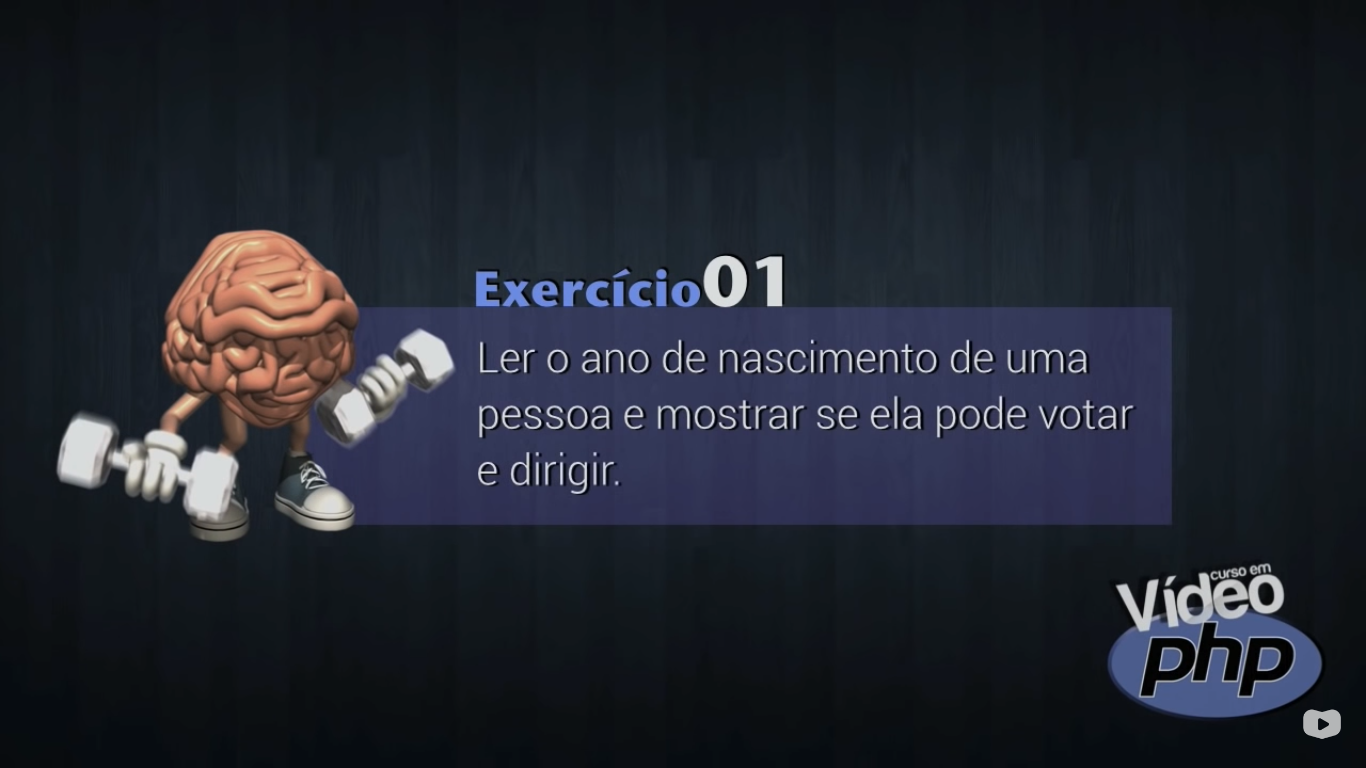 Exercício01
Ler o ano de nascimento de uma
pessoa e mostrar se ela pode votar
e dirigir.
curso em
Vídeo
php